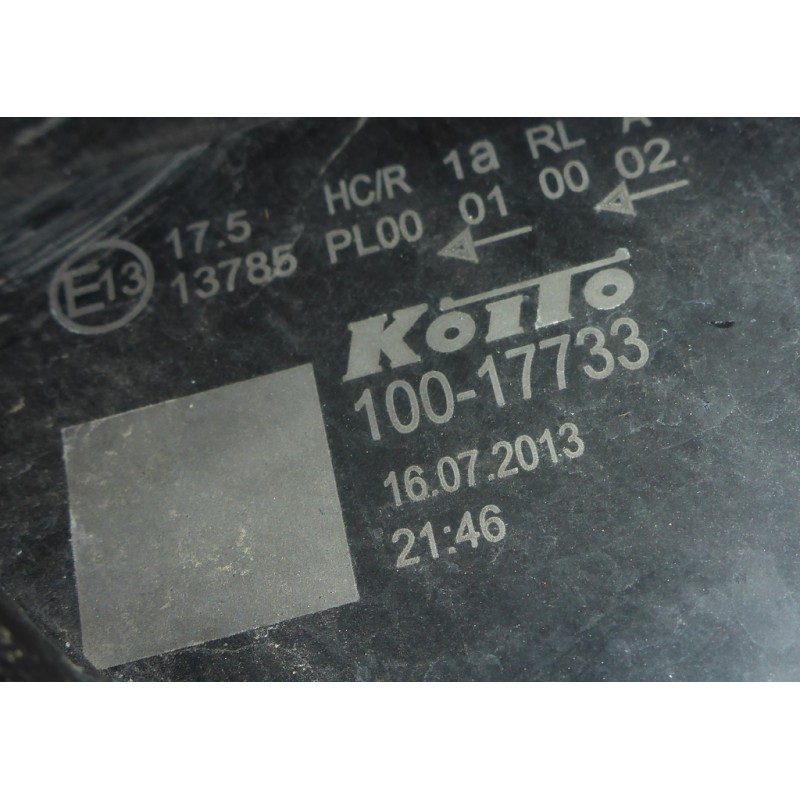 HC/R 1a RL A
17.5
E13 13785 PL00 01 00 02
KOITO
100-17733
16.07.2013
21:46